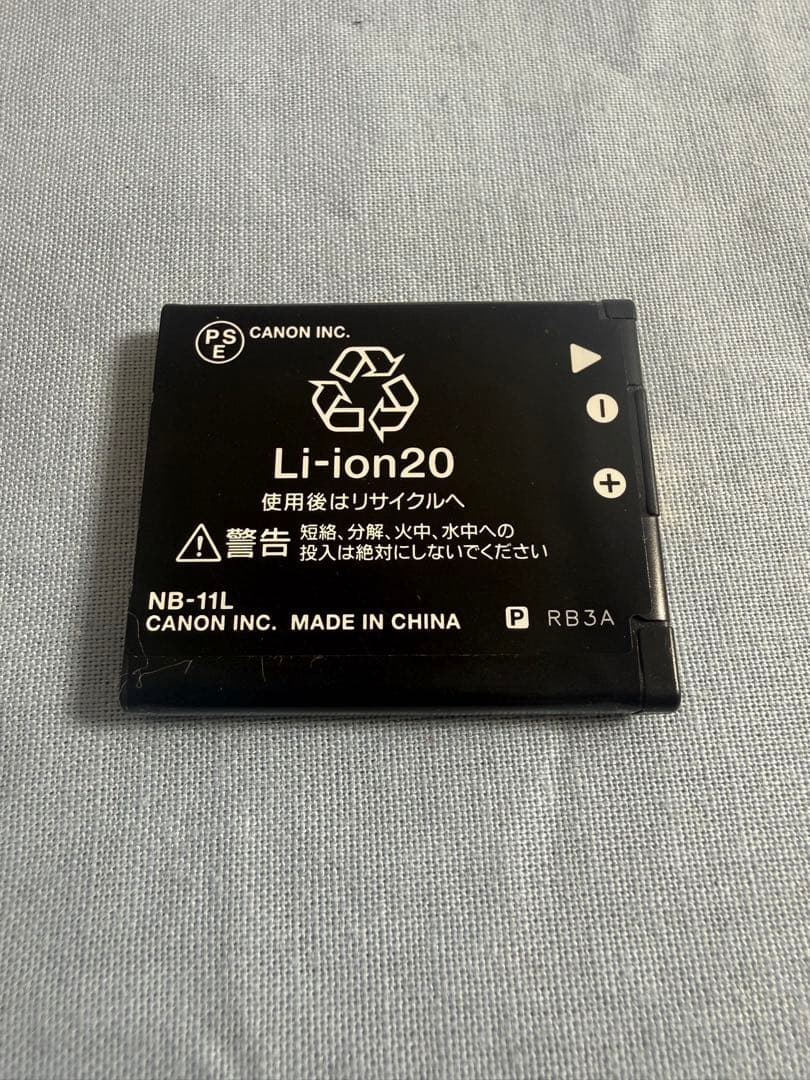 PSE CANON INC.
Li-ion20
使用後はリサイクルへ
警告 短絡、分解、火中、水中への
投入は絶対にしないでください
NB-11L
CANON INC. MADE IN CHINA P RB3A